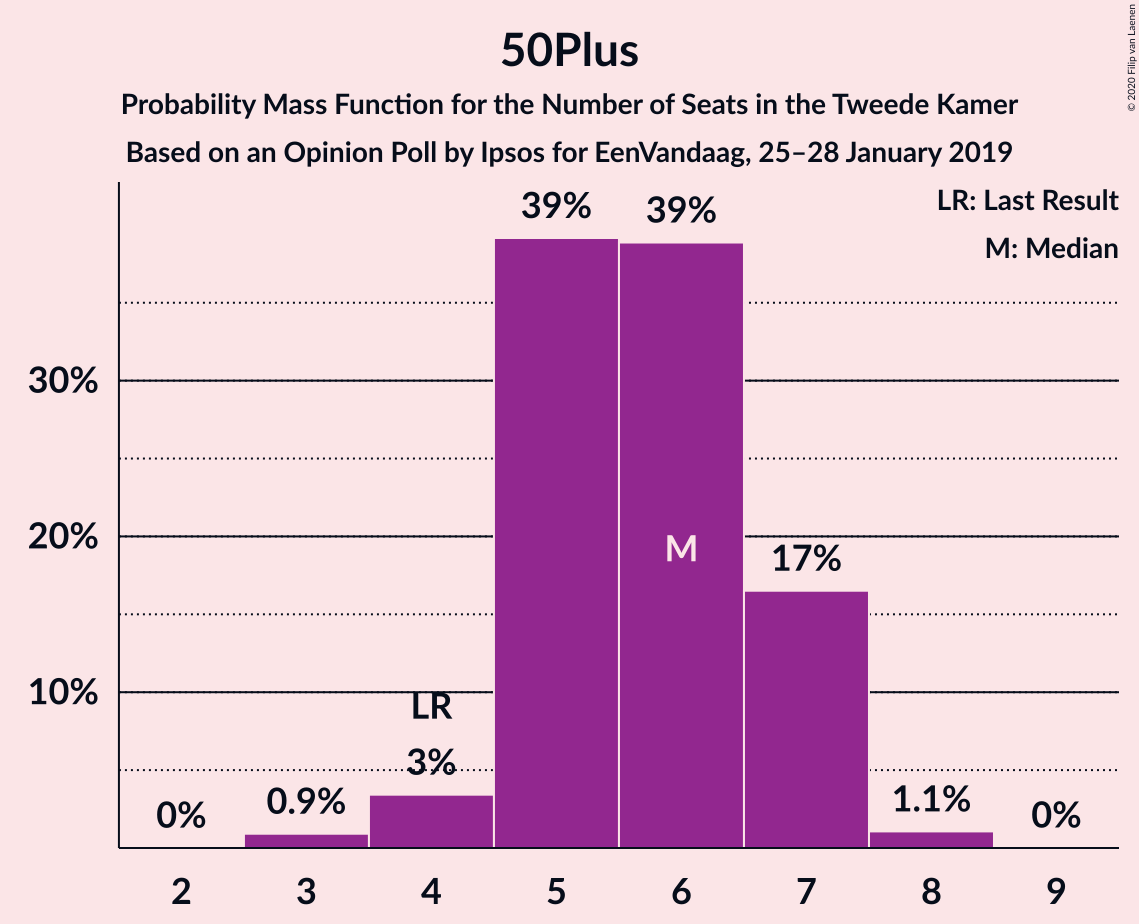 50Plus
Probability Mass Function for the Number of Seats in the Tweede Kamer
Based on an Opinion Poll by Ipsos for EenVandaag, 25–28 January 2019
© 2020 Filip van Laenen
LR: Last Result
M: Median
39%
39%
30%
20%
M
17%
10%
LR
3%
0%
0.9%
1.1%
0%
2 3 4 5 6 7 8 9